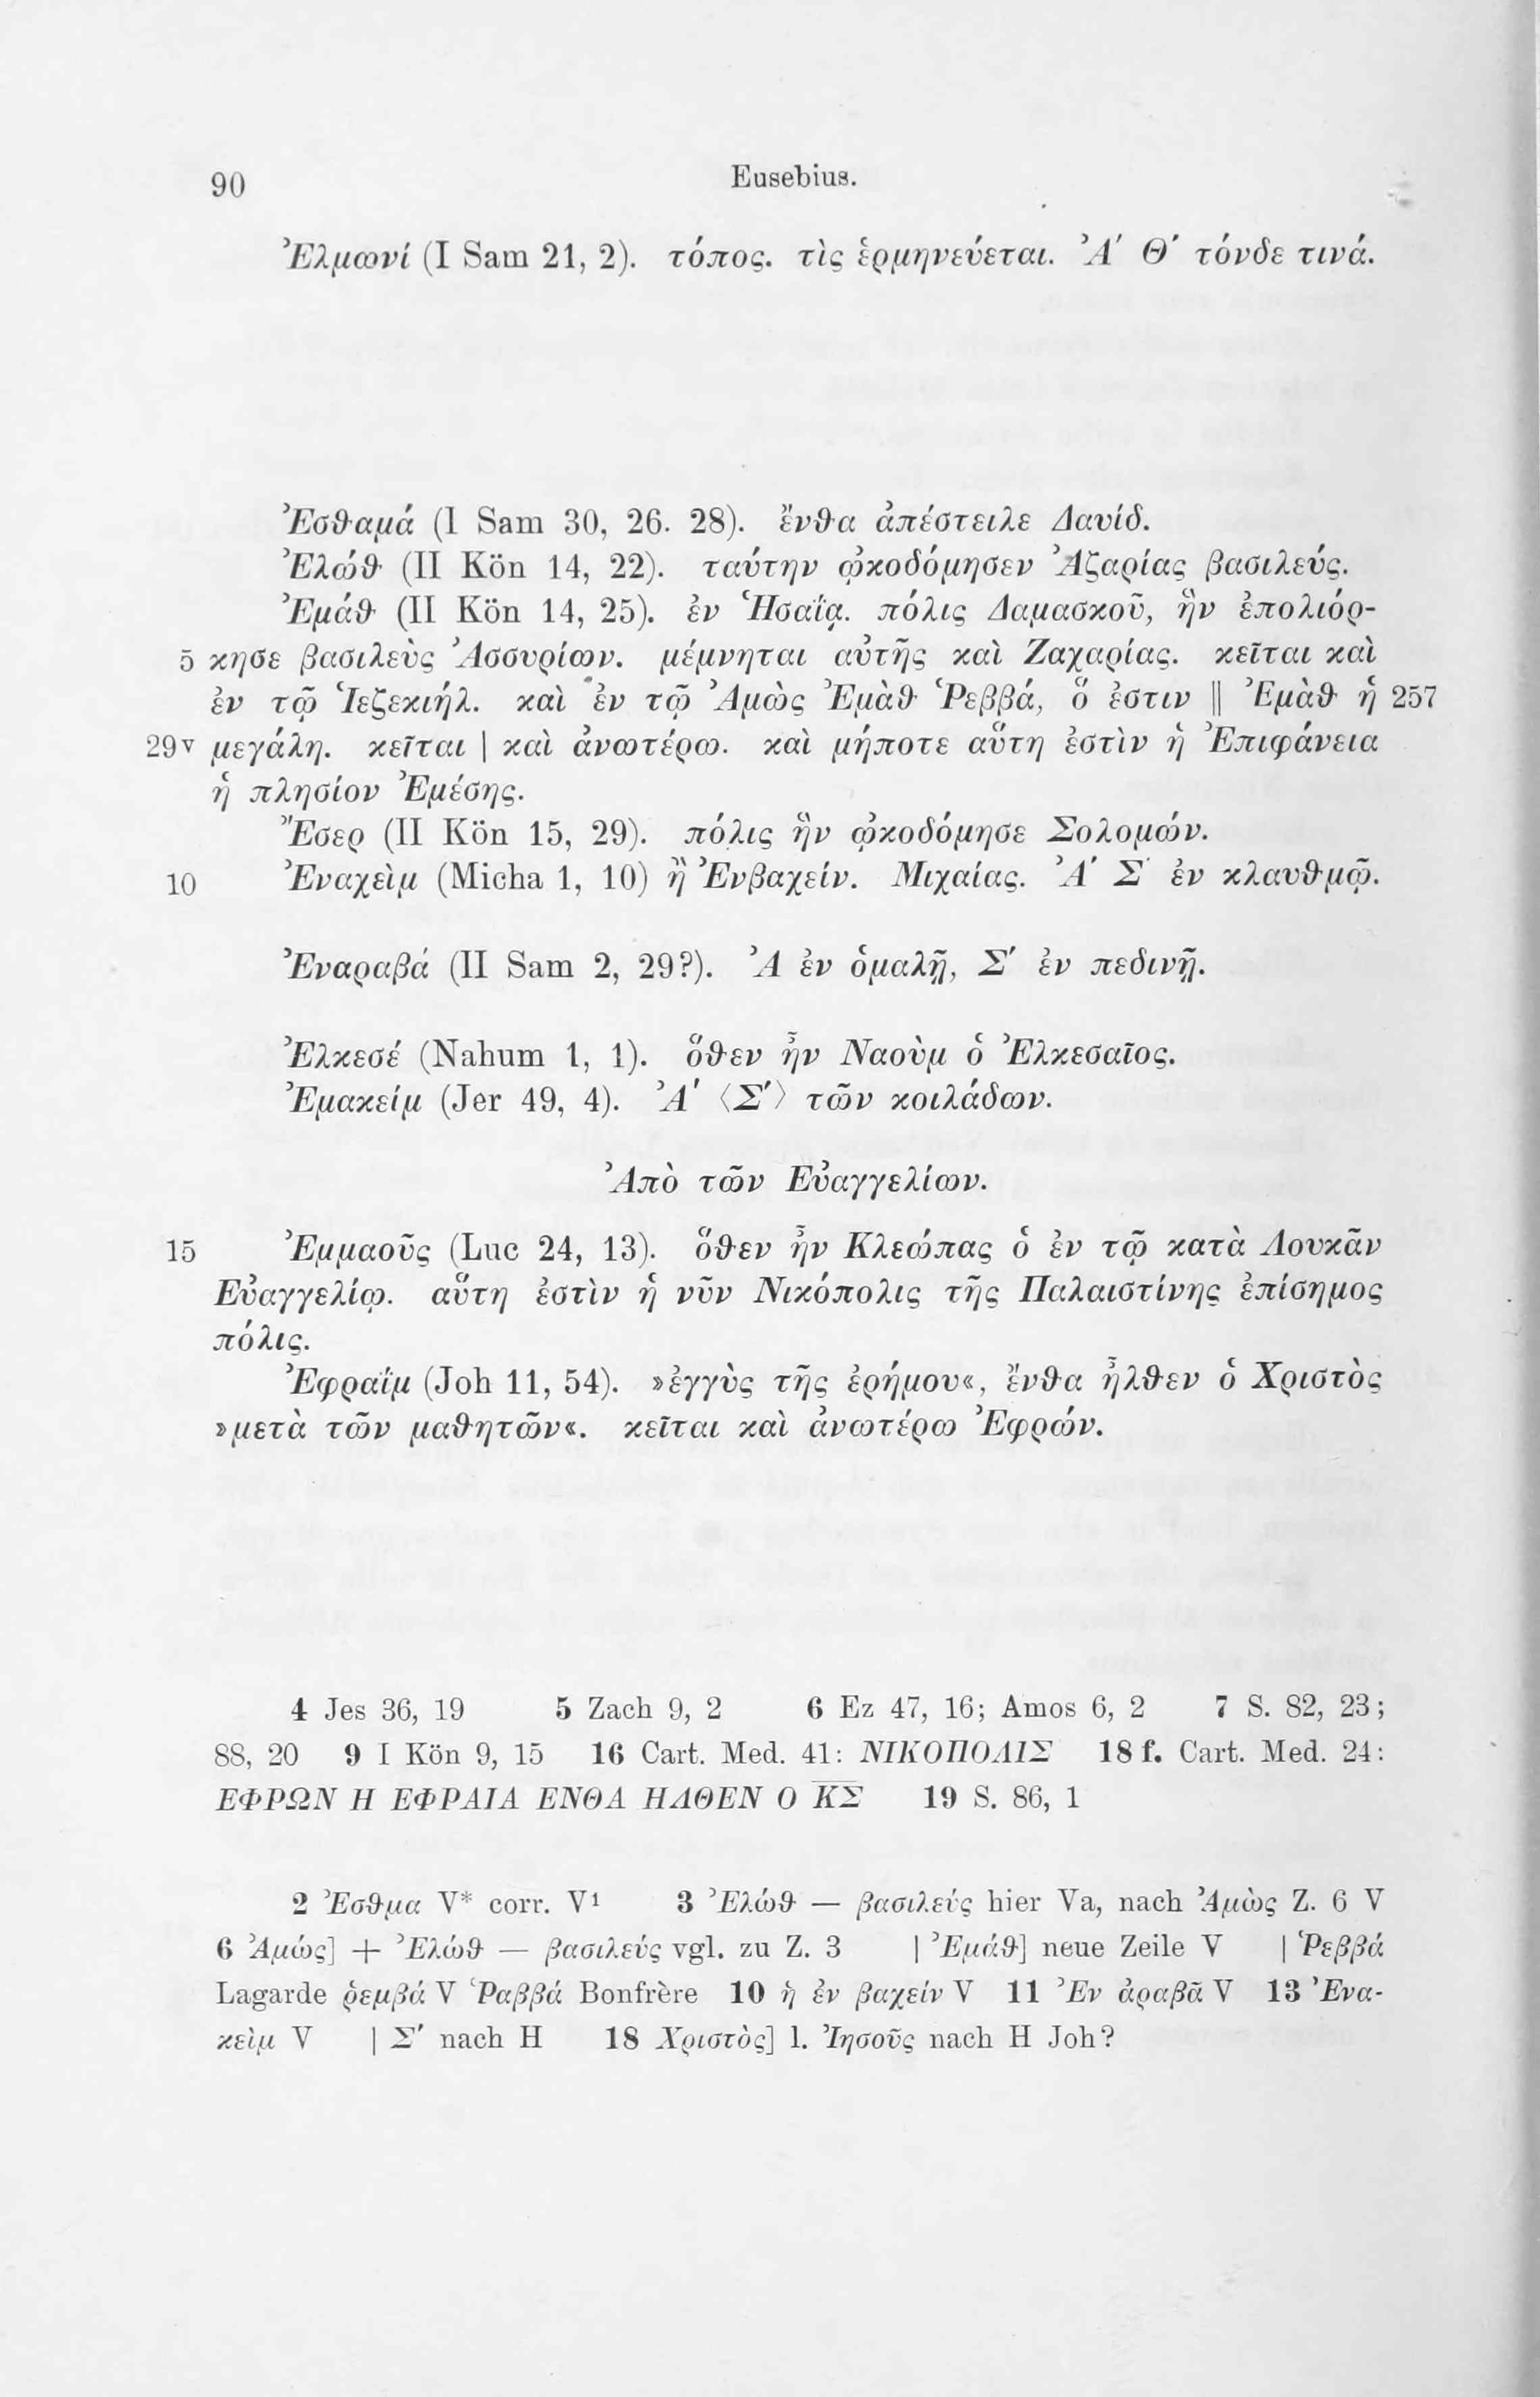 90 Eusebius.
Ἐλμωνί (I Sam 21, 2). τόπος. τὶς ἑρμηνεύεται. Ἀ′ Θ′ τόνδε τινά.
Ἐσθαμά (I Sam 30, 26. 28). ἔνθα ἀπέστειλε Δαυίδ.
Ἐλώθ (II Kön 14, 22). ταύτην ᾠκοδόμησεν Ἀζαρίας βασιλεύς.
Ἐμάθ (II Kön 14, 25). ἐν Ἡσαΐᾳ. πόλις Δαμασκοῦ, ἣν ἐπολιόρ-
5 κησε βασιλεὺς Ἀσσυρίων. μέμνηται αὐτῆς καὶ Ζαχαρίας. κεῖται καὶ
ἐν τῷ Ἰεζεκιήλ. καὶ ἐν τῷ Ἀμὼς Ἐμὰθ Ῥεββά, ὅ ἐστιν ‖ Ἐμὰθ ἡ 257
29v μεγάλη. κεῖται | καὶ ἀνωτέρω. καὶ μήποτε αὕτη ἐστὶν ἡ Ἐπιφάνεια
ἡ πλησίον Ἐμέσης.
Ἔσερ (II Kön 15, 29). πόλις ἣν ᾠκοδόμησε Σολομών.
10 Ἐναχεὶμ (Micha 1, 10) ἢ Ἐνβαχείν. Μιχαίας. Ἀ′ Σ′ ἐν κλαυθμῷ.
Ἐναραβά (II Sam 2, 29?). Ἀ ἐν ὁμαλῇ, Σ′ ἐν πεδινῇ.
Ἐλκεσέ (Nahum 1, 1). ὅθεν ἦν Ναοὺμ ὁ Ἐλκεσαῖος.
Ἐμακείμ (Jer 49, 4). Ἀ′ ⟨Σ′⟩ τῶν κοιλάδων.
Ἀπὸ τῶν Εὐαγγελίων.
15 Ἐμμαοῦς (Luc 24, 13). ὅθεν ἦν Κλεώπας ὁ ἐν τῷ κατὰ Λουκᾶν
Εὐαγγελίῳ. αὕτη ἐστὶν ἡ νῦν Νικόπολις τῆς Παλαιστίνης ἐπίσημος
πόλις.
Ἐφραΐμ (Joh 11, 54). »ἐγγὺς τῆς ἐρήμου«, ἔνθα ἦλθεν ὁ Χριστὸς
»μετὰ τῶν μαθητῶν«. κεῖται καὶ ἀνωτέρω Ἐφρών.
4 Jes 36, 19 5 Zach 9, 2 6 Ez 47, 16; Amos 6, 2 7 S. 82, 23;
88, 20 9 I Kön 9, 15 16 Cart. Med. 41: ΝΙΚΟΠΟΛΙΣ 18 f. Cart. Med. 24:
ΕΦΡΩΝ Η ΕΦΡΑΙΑ ΕΝΘΑ ΗΛΘΕΝ Ο Κ̅Σ̅ 19 S. 86, 1
2 Ἐσθμα V* corr. V¹ 3 Ἐλώθ — βασιλεύς hier Va, nach Ἀμὼς Z. 6 V
6 Ἀμώς] + Ἐλώθ — βασιλεύς vgl. zu Z. 3 | Ἐμάθ] neue Zeile V | Ῥεββά
Lagarde ῥεμβά V Ῥαββά Bonfrère 10 ἡ ἐν βαχείν V 11 Ἐν ἀραβᾶ V 13 Ἐνα-
κεὶμ V | Σ′ nach H 18 Χριστὸς] l. Ἰησοῦς nach H Joh?